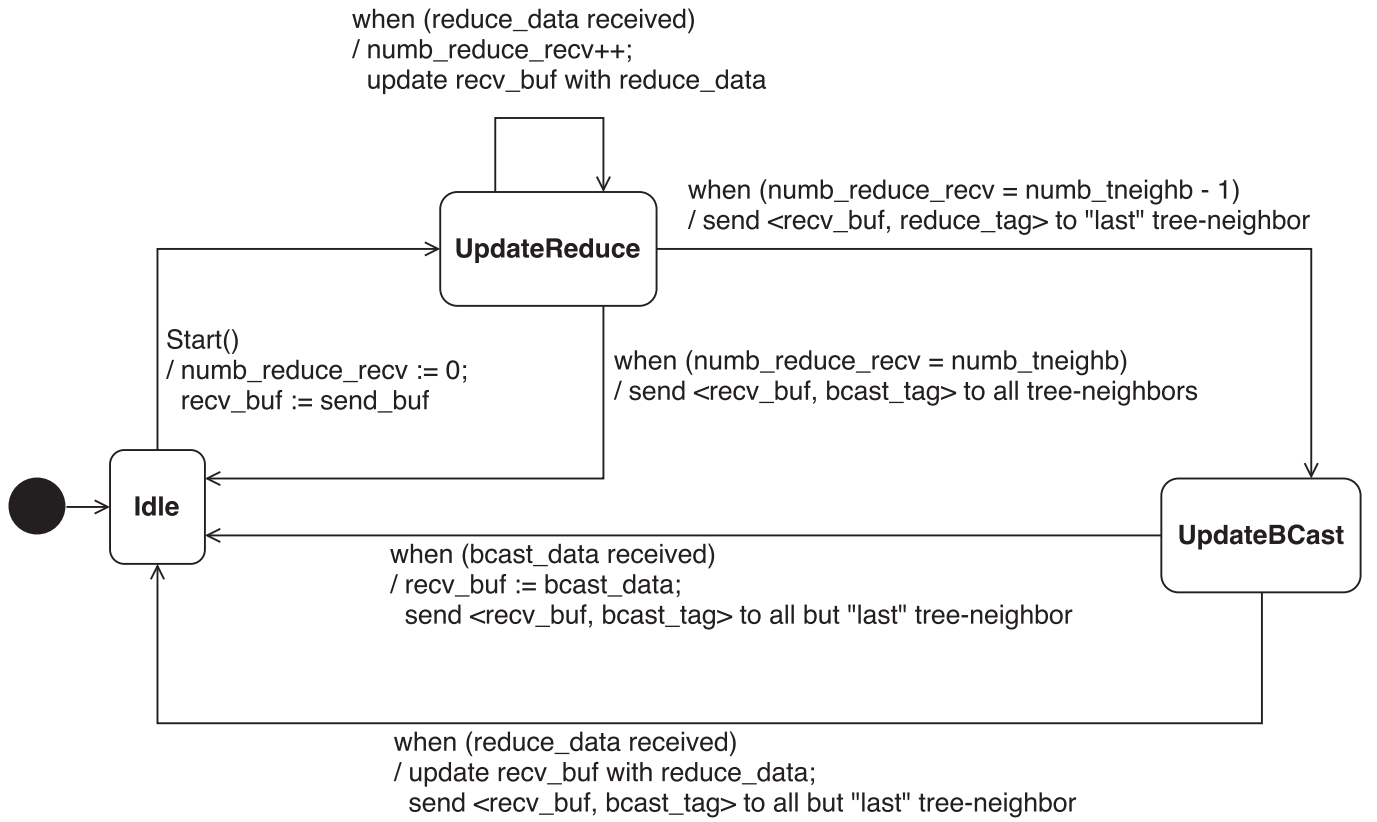 when (reduce_data received)
/ numb_reduce_recv++;
update recv_buf with reduce_data
when (numb_reduce_recv = numb_tneighb - 1)
/ send <recv_buf, reduce_tag> to "last" tree-neighbor
UpdateReduce
Start()
/ numb_reduce_recv := 0;
recv_buf := send_buf
when (numb_reduce_recv = numb_tneighb)
/ send <recv_buf, bcast_tag> to all tree-neighbors
Idle
UpdateBCast
when (bcast_data received)
/ recv_buf := bcast_data;
send <recv_buf, bcast_tag> to all but "last" tree-neighbor
when (reduce_data received)
/ update recv_buf with reduce_data;
send <recv_buf, bcast_tag> to all but "last" tree-neighbor